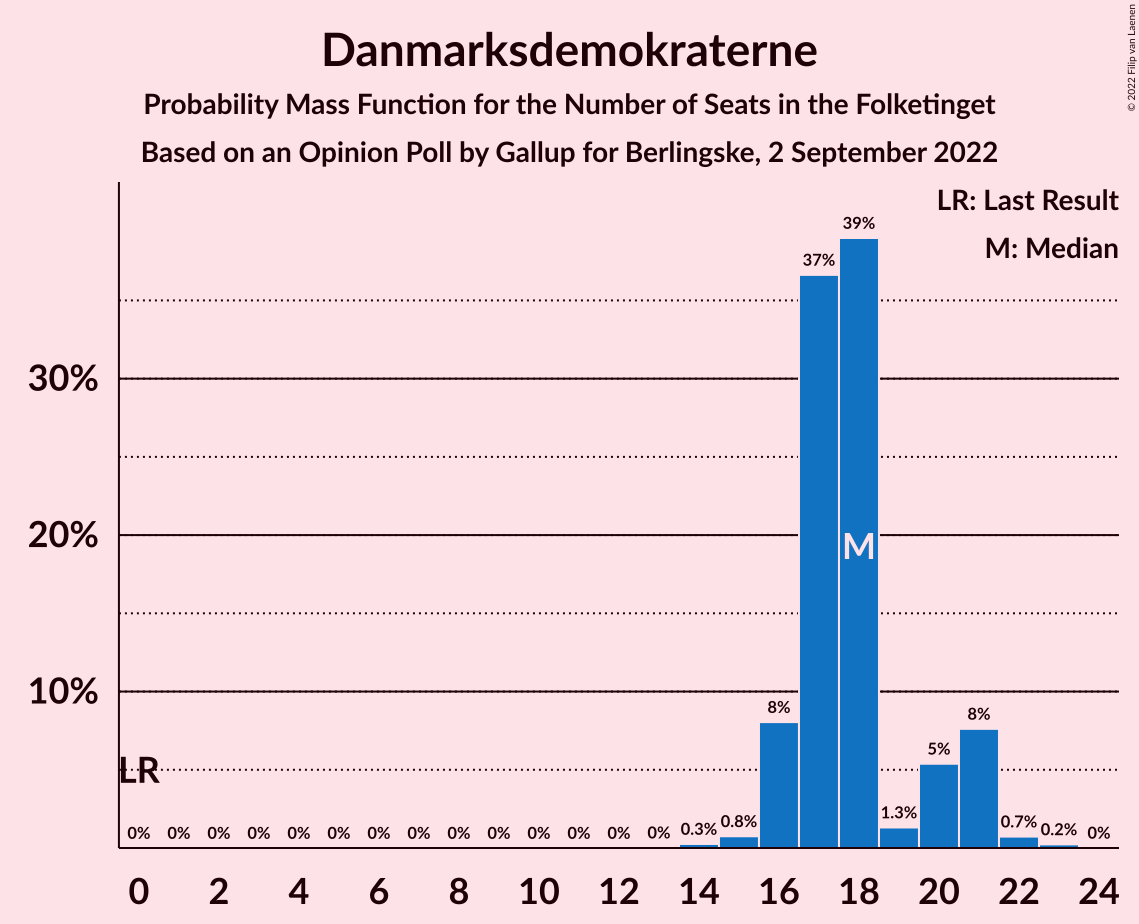 Danmarksdemokraterne
Probability Mass Function for the Number of Seats in the Folketinget
Based on an Opinion Poll by Gallup for Berlingske, 2 September 2022
© 2022 Filip van Laenen
LR: Last Result
M: Median
39%
37%
30%
20%
M
10%
8%
8%
5%
LR
0% 0% 0% 0% 0% 0% 0% 0% 0% 0% 0% 0% 0% 0% 0.3% 0.8% 1.3% 0.7% 0.2% 0%
0 2 4 6 8 10 12 14 16 18 20 22 24